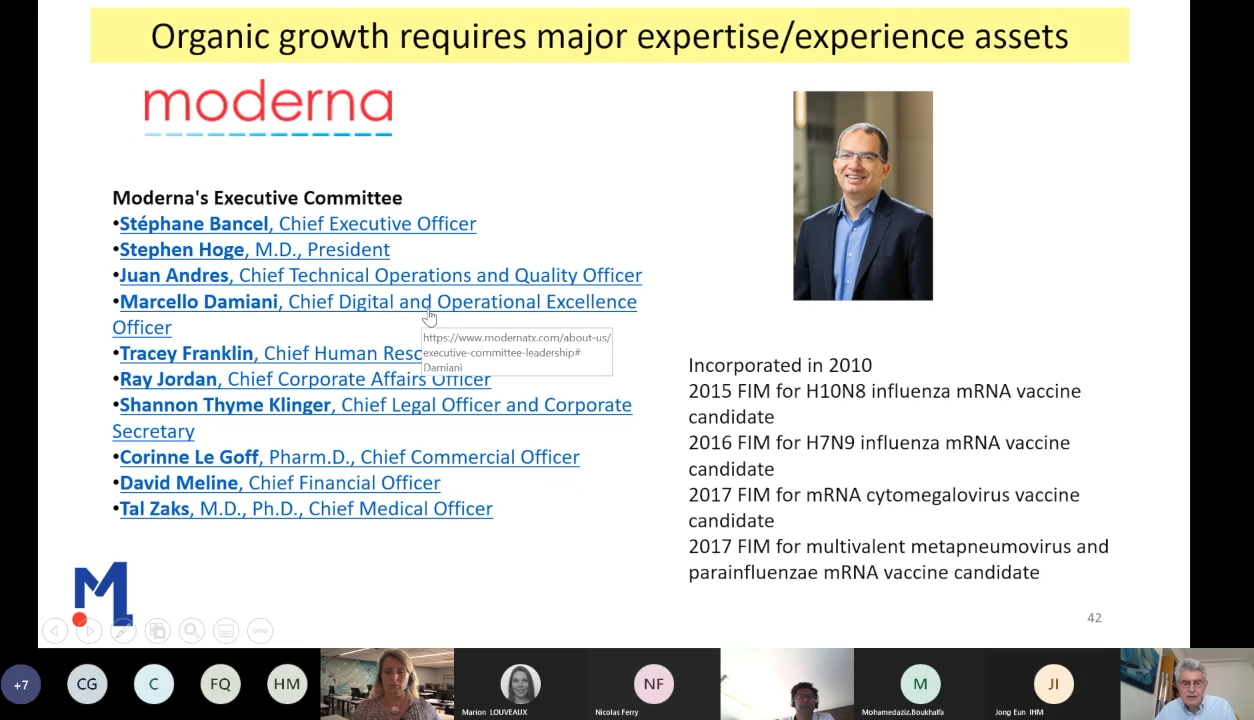 Organic growth requires major expertise/experience assets
moderna
Moderna's Executive Committee
•Stéphane Bancel, Chief Executive Officer
•Stephen Hoge, M.D., President
•Juan Andres, Chief Technical Operations and Quality Officer
•Marcello Damiani, Chief Digital and Operational Excellence
Officer
•Tracey Franklin, Chief Human
•Ray Jordan, Chief Corporate Affairs Officer
•Shannon Thyme Klinger, Chief Legal Officer and Corporate
Secretary
•Corinne Le Goff, Pharm.D., Chief Commercial Officer
•David Meline, Chief Financial Officer
•Tal Zaks, M.D., Ph.D., Chief Medical Officer
https://www.modernatx.com/about-us/
executive-committee-leadership#
Damiani
Incorporated in 2010
2015 FIM for H10N8 influenza mRNA vaccine
candidate
2016 FIM for H7N9 influenza mRNA vaccine
candidate
2017 FIM for mRNA cytomegalovirus vaccine
candidate
2017 FIM for multivalent metapneumovirus and
parainfluenzae mRNA vaccine candidate
M
42
+7
CG
C
FQ
HM
Marion LOUVEAUX
NF
Nicolas Ferry
M
Mohamedaziz.Boukhalfa
JI
Jong Eun IHM